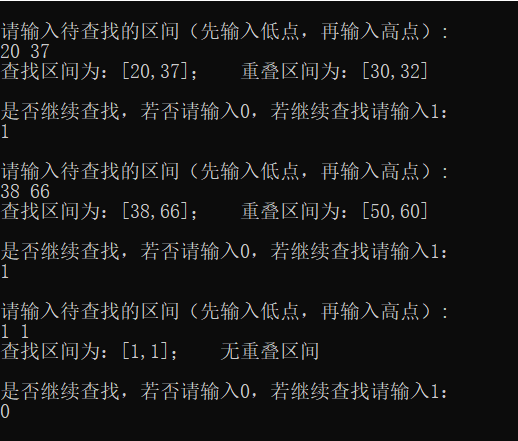 请输入待查找的区间（先输入低点，再输入高点）:
20 37
查找区间为：[20,37]；  重叠区间为：[30,32]
是否继续查找，若否请输入0，若继续查找请输入1：
1
请输入待查找的区间（先输入低点，再输入高点）:
38 66
查找区间为：[38,66]；  重叠区间为：[50,60]
是否继续查找，若否请输入0，若继续查找请输入1：
1
请输入待查找的区间（先输入低点，再输入高点）:
1 1
查找区间为：[1,1]；  无重叠区间
是否继续查找，若否请输入0，若继续查找请输入1：
0